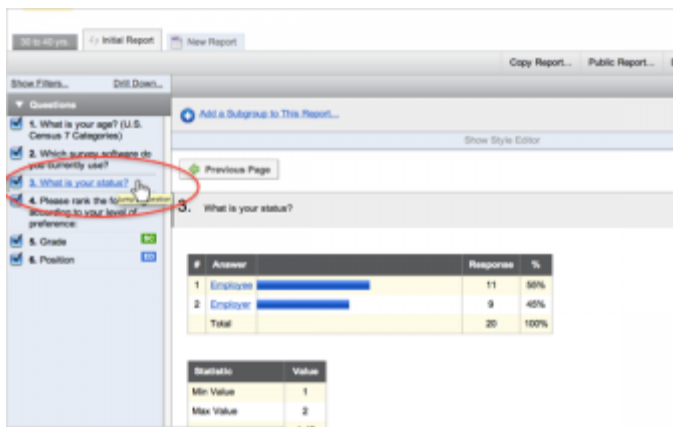 30 to 40 yrs.
Initial Report
New Report
Copy Report...
Public Report...
Show Filters...
Drill Down...
Questions
1. What is your age? (U.S.
Census 7 Categories)
2. Which survey software do
you currently use?
3. What is your status?
4. Please rank the fo
according to your level of
preference:
5. Grade
6. Position
ED
Add a Subgroup to This Report...
Show Style Editor
Previous Page
3. What is your status?
# Answer Response %
1 Employee 11 55%
2 Employer 9 45%
Total 20 100%
Statistic Value
Min Value 1
Max Value 2